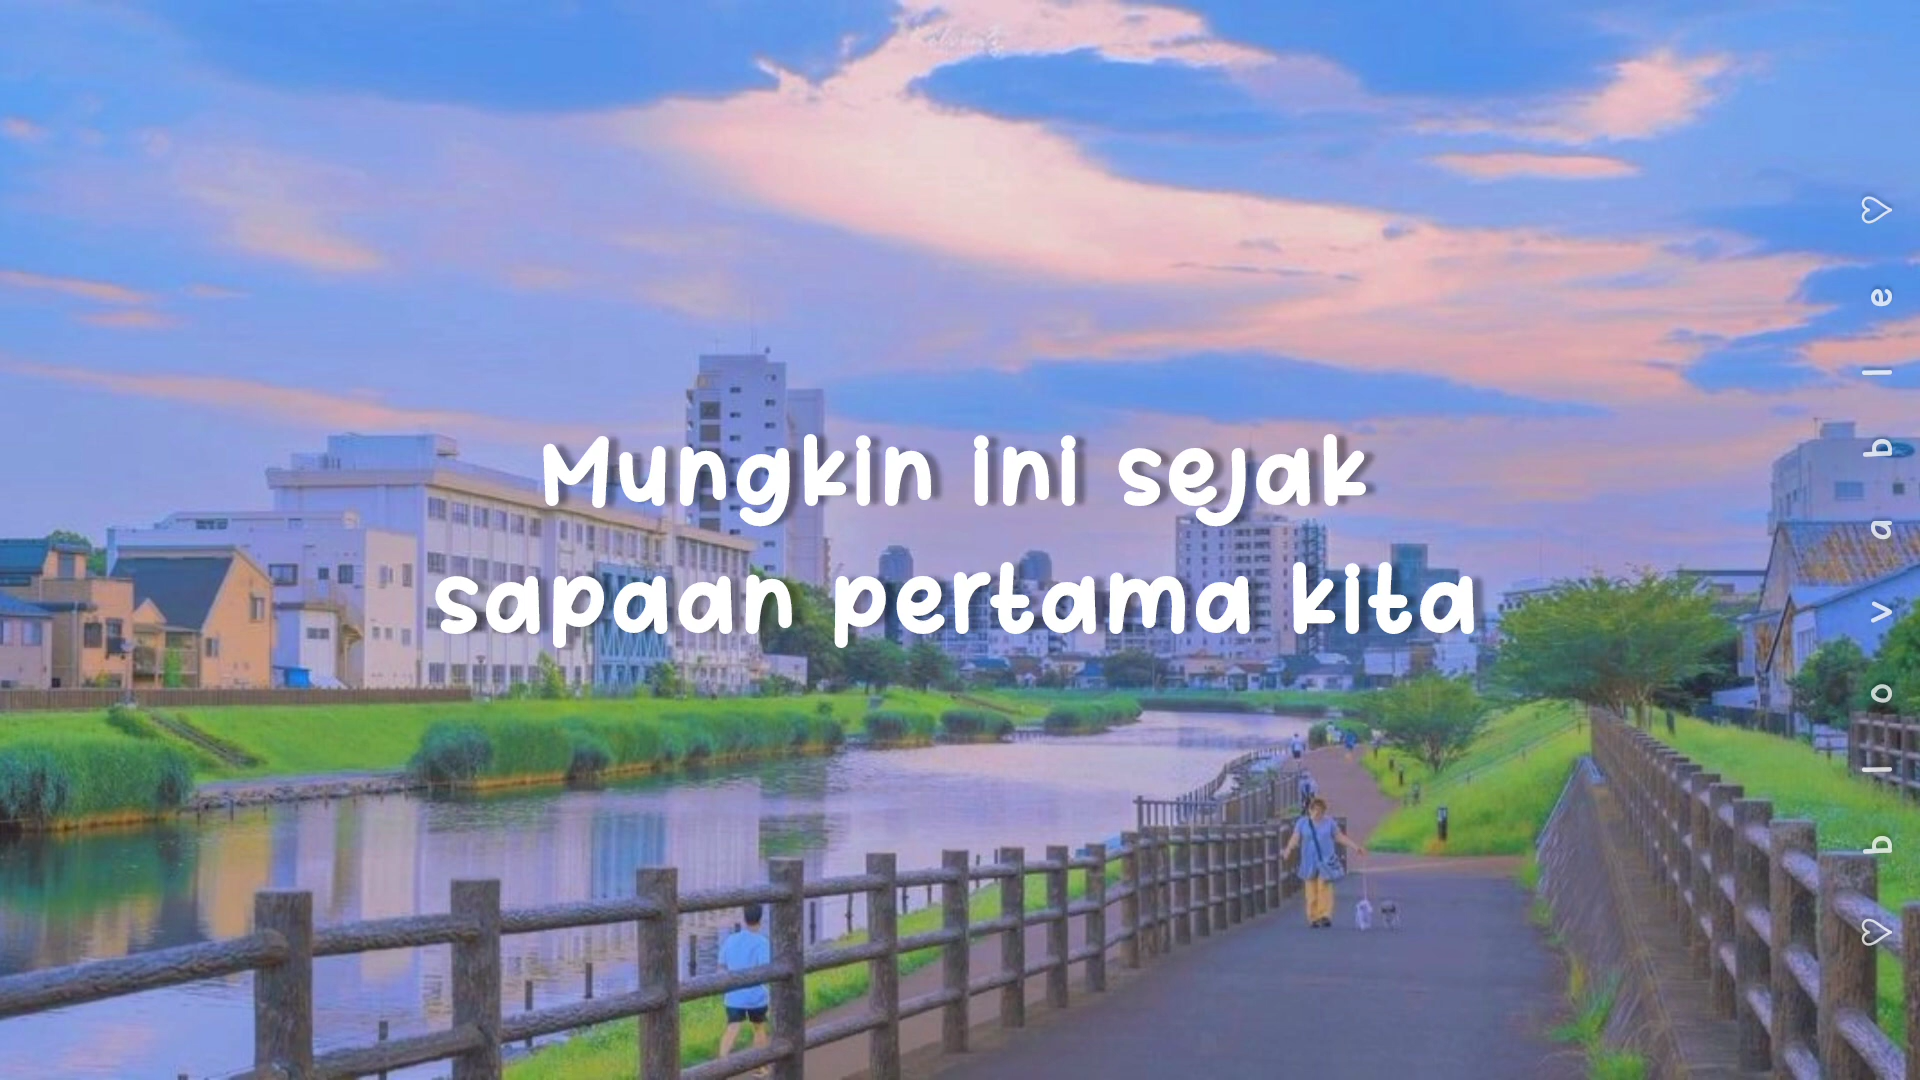 Mungkin ini sejak
sapaan pertama kita
♡ blovable ♡